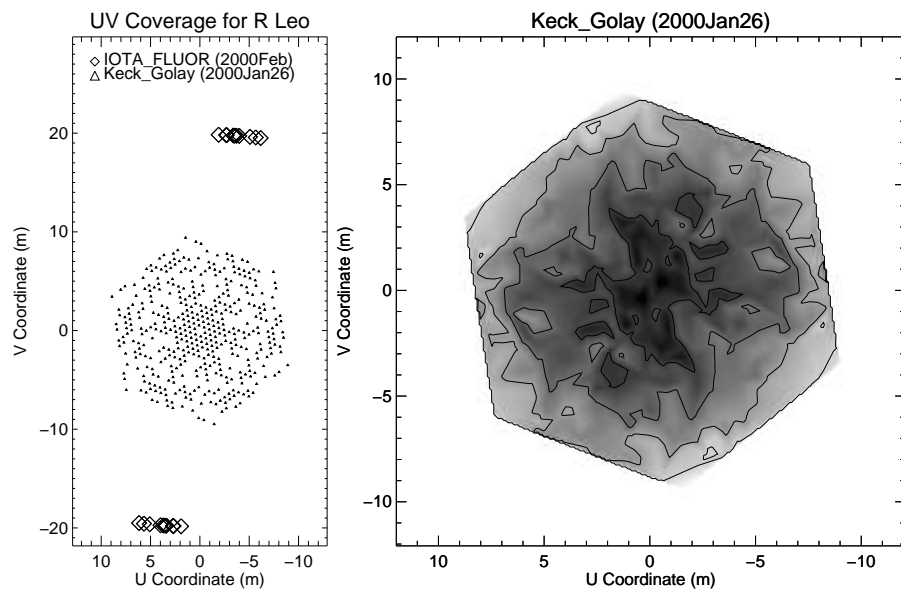 UV Coverage for R Leo
IOTA_FLUOR (2000Feb)
Keck_Golay (2000Jan26)
20
10
0
−10
−20
V Coordinate (m)
10 5 0 −5 −10
U Coordinate (m)
Keck_Golay (2000Jan26)
10
5
0
−5
−10
V Coordinate (m)
10 5 0 −5 −10
U Coordinate (m)